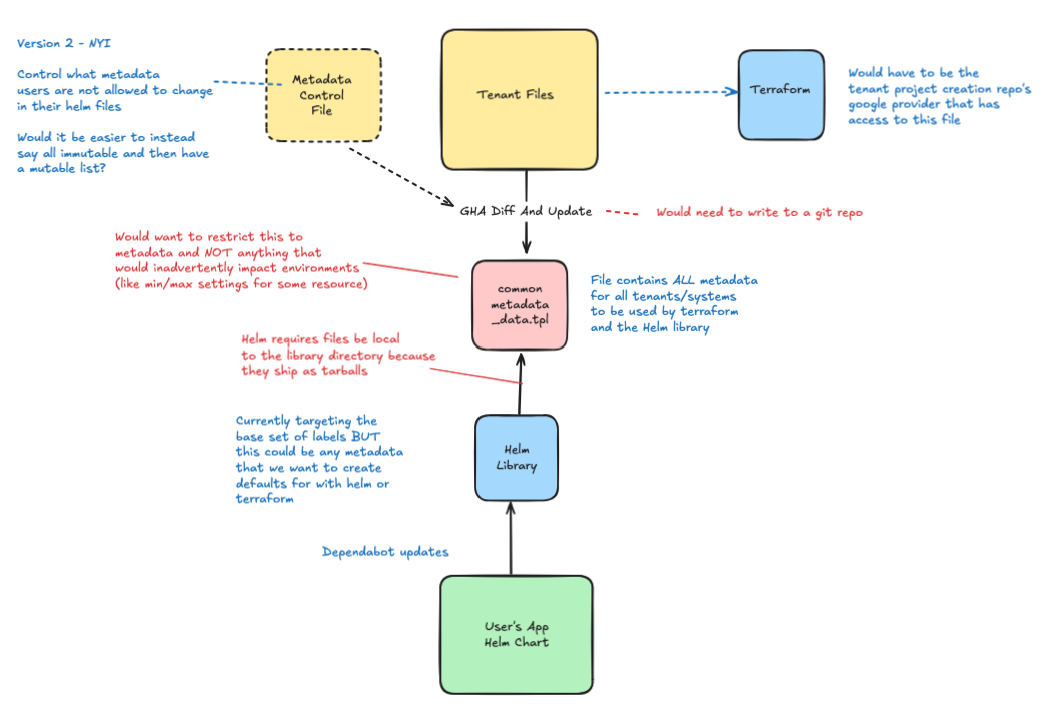 Version 2 - NYI
Control what metadata
users are not allowed to change
in their helm files
Would it be easier to instead
say all immutable and then have
a mutable list?
Metadada
Control
File
Tenant Files
Terraform
Would have to be the
tenant project creation repo's
google provider that has
access to this file
GHA Diff And Update
Would need to write to a git repo
Would want to restrict this to
metadata and NOT anything that
would inadvertently impact environments
(like min/max settings for some resource)
common
metadata
_data.tpl
File contains ALL metadata
for all tenants/systems
to be used by terraform
and the Helm library
Helm requires files be local
to the library directory because
they ship as tarballs
Currently targeting the
base set of labels BUT
this could be any metadata
that we want to create
defaults for with helm or
terraform
Helm
Library
Dependabot updates
User's App
Helm Chart